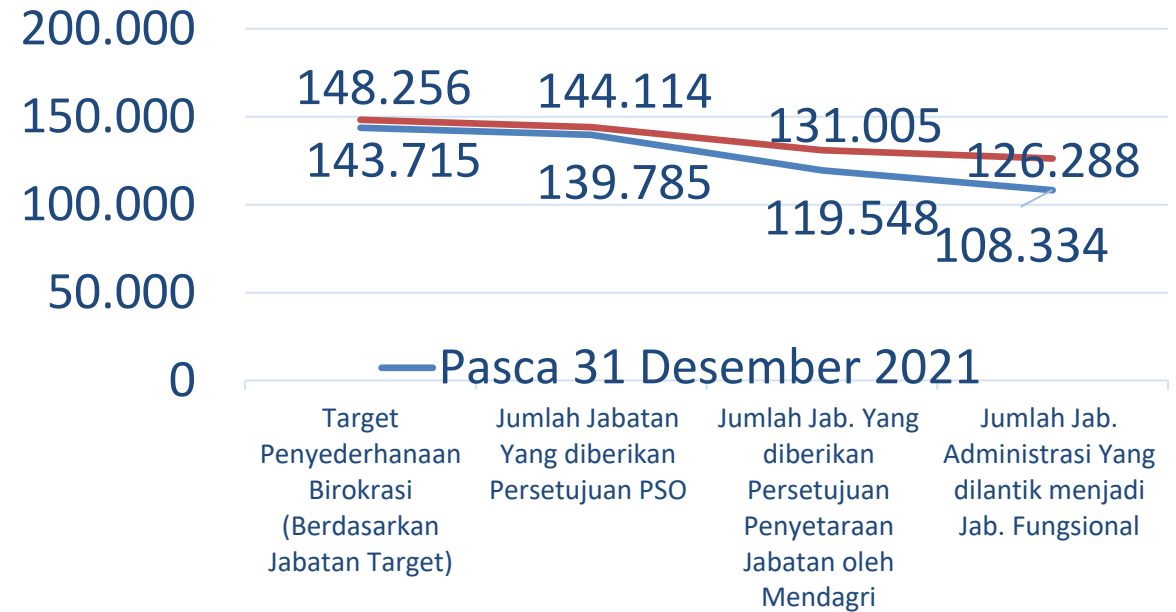 200.000
150.000
100.000
50.000
0
148.256
144.114
131.005
126.288
143.715
139.785
119.548
108.334
Pasca 31 Desember 2021
Target
Penyederhanaan
Birokrasi
(Berdasarkan
Jabatan Target)
Jumlah Jabatan
Yang diberikan
Persetujuan PSO
Jumlah Jab. Yang
diberikan
Persetujuan
Penyetaraan
Jabatan oleh
Mendagri
Jumlah Jab.
Administrasi Yang
dilantik menjadi
Jab. Fungsional